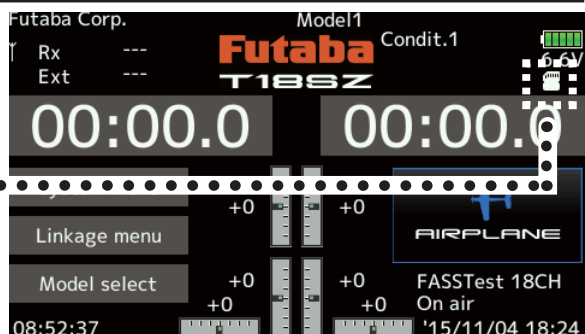 Futaba Corp.
Model1
Condit.1
Rx ---
Ext ---
Futaba
T18SZ
6.6V
00:00.0
00:00.0
+0
+0
Linkage menu
AIRPLANE
Model select
+0
+0
FASSTest 18CH
+0
+0
On air
08:52:37
'15/11/04 18:24